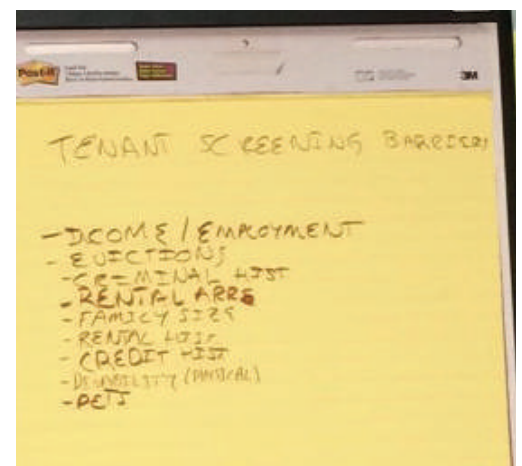 Post-it
3M
TENANT SCREENING BARRIERS
- INCOME / EMPLOYMENT
- EVICTIONS
- CRIMINAL HIST
- RENTAL ARRE
- FAMILY SIZE
- RENTAL HIST
- CREDIT HIST
- DISABILITY (PHYSICAL)
- PETS